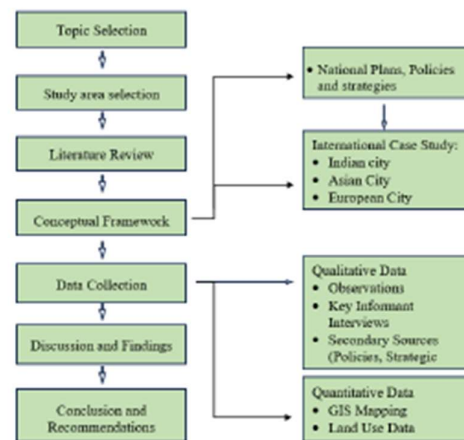 Topic Selection
Study area selection
Literature Review
Conceptual Framework
Data Collection
Discussion and Findings
Conclusion and
Recommendations
• National Plans, Policies
and strategies
International Case Study:
• Indian city
• Asian City
• European City
Qualitative Data
• Observations
• Key Informant
Interviews
• Secondary Sources
(Policies, Strategic
Quantitative Data
• GIS Mapping
• Land Use Data